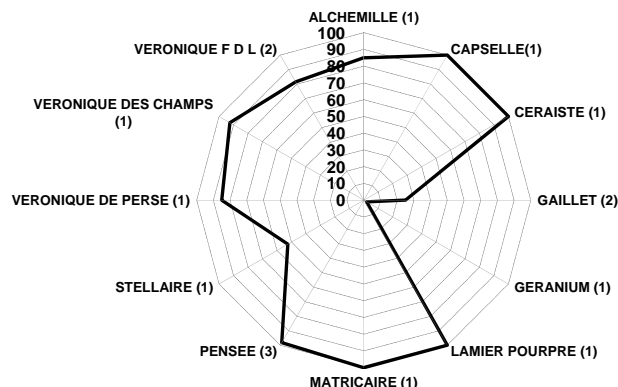 ALCHEMILLE (1)
CAPSELLE(1)
CERAISTE (1)
GAILLET (2)
GERANIUM (1)
LAMIER POURPRE (1)
MATRICAIRE (1)
PENSEE (3)
STELLAIRE (1)
VERONIQUE DE PERSE (1)
VERONIQUE DES CHAMPS
(1)
VERONIQUE F D L (2)
100
90
80
70
60
50
40
30
20
10
0